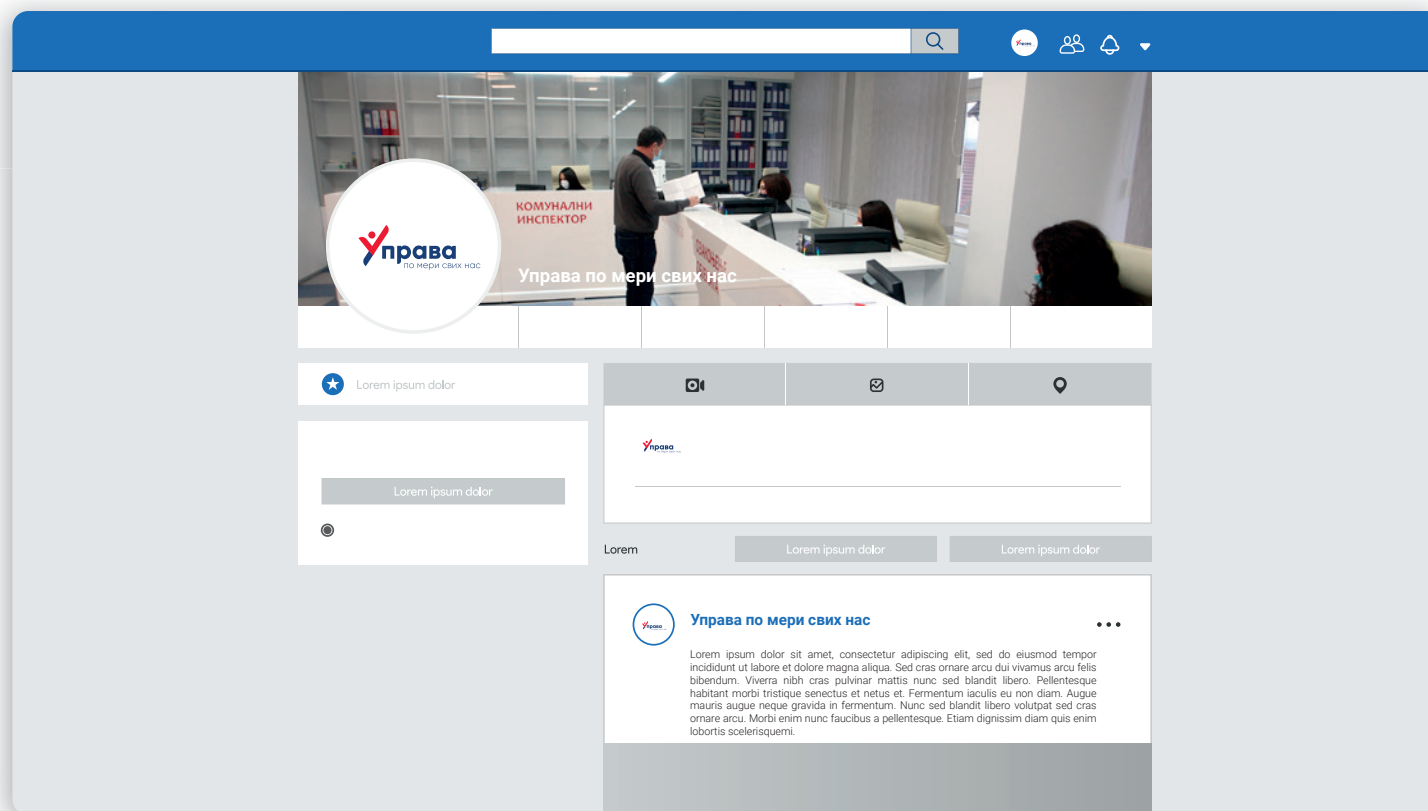 КОМУНАЛНИ
ИНСПЕКТОР
Управа
по мери свих нас
Управа по мери свих нас
Lorem ipsum dolor
Управа
Lorem ipsum dolor
Lorem
Lorem ipsum dolor
Lorem ipsum dolor
Управа по мери свих нас
Lorem ipsum dolor sit amet, consectetur adipiscing elit, sed do eiusmod tempor
incididunt ut labore et dolore magna aliqua. Sed cras ornare arcu dui vivamus arcu felis
bibendum. Viverra nibh cras pulvinar mattis nunc sed blandit libero. Pellentesque
habitant morbi tristique senectus et netus et. Fermentum iaculis eu non diam. Augue
mauris augue neque gravida in fermentum. Nunc sed blandit libero volutpat sed cras
ornare arcu. Morbi enim nunc faucibus a pellentesque. Etiam dignissim diam quis enim
lobortis scelerisquemi.